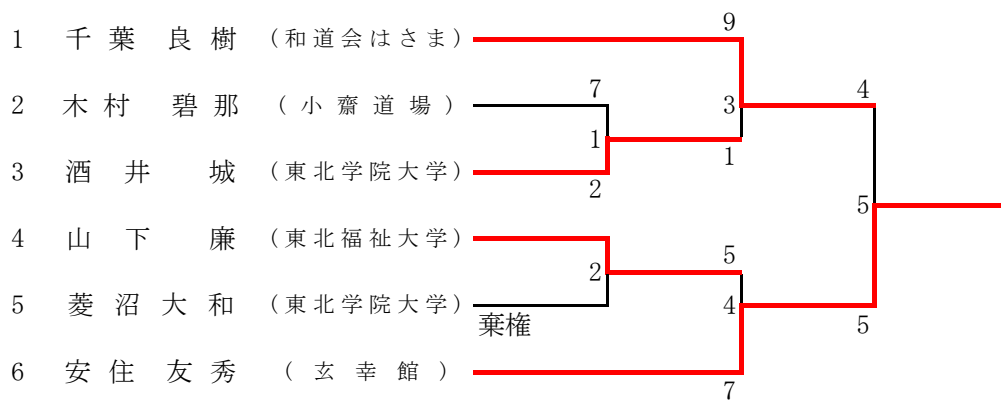 9
1 千葉 良樹 (和道会はさま)
7 3 4
2 木村 碧那 (小齋道場)
1 1
3 酒井 城 (東北学院大学)
2 5
4 山下 廉 (東北福祉大学)
2 5
5 菱沼大和 (東北学院大学)
棄権 4 5
6 安住 友秀 (玄幸館)
7